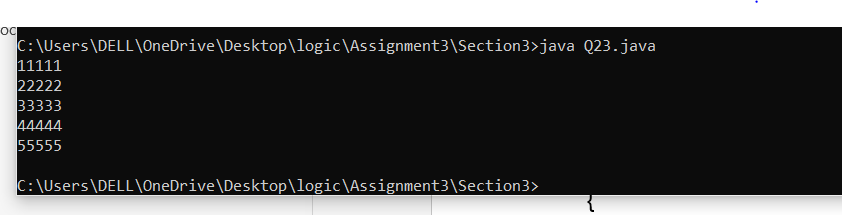 oc
C:\Users\DELL\OneDrive\Desktop\logic\Assignment3\Section3>java Q23.java
11111
22222
33333
44444
55555
C:\Users\DELL\OneDrive\Desktop\logic\Assignment3\Section3>
{